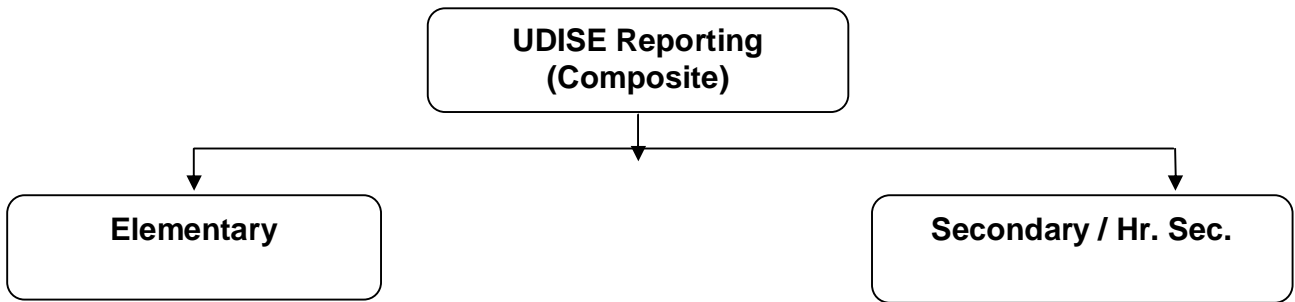 UDISE Reporting
(Composite)
Elementary
Secondary / Hr. Sec.